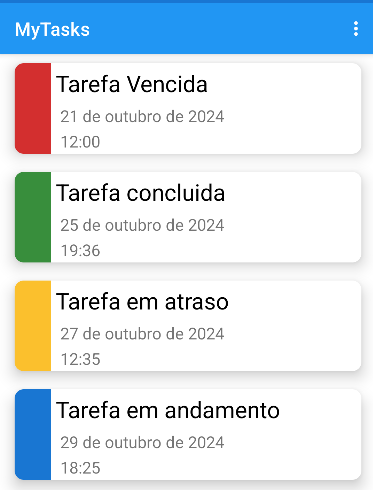 MyTasks
Tarefa Vencida
21 de outubro de 2024
12:00
Tarefa concluida
25 de outubro de 2024
19:36
Tarefa em atraso
27 de outubro de 2024
12:35
Tarefa em andamento
29 de outubro de 2024
18:25